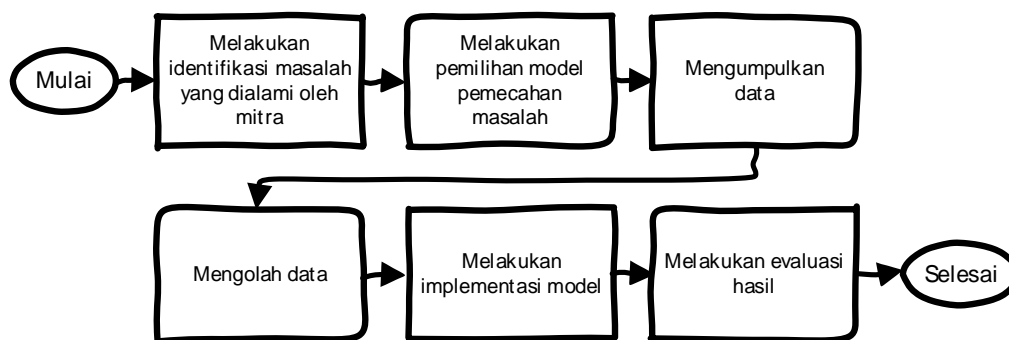 Mulai
Melakukan
identifikasi masalah
yang dialami oleh
mitra
Melakukan
pemilihan model
pemecahan
masalah
Mengumpulkan
data
Mengolah data
Melakukan
implementasi model
Melakukan evaluasi
hasil
Selesai